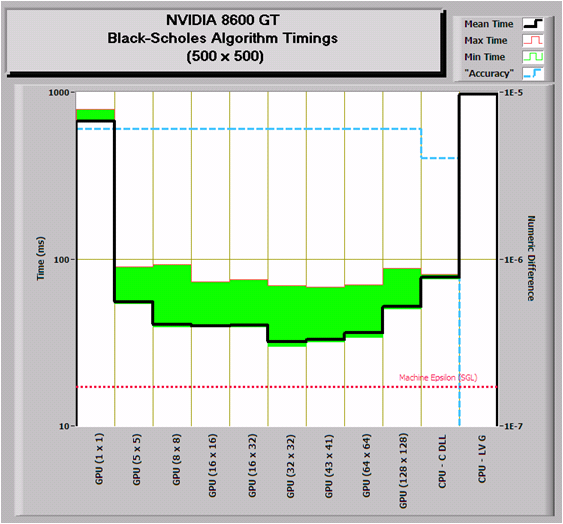 NVIDIA 8600 GT
Black-Scholes Algorithm Timings
(500 x 500)
Mean Time
Max Time
Min Time
"Accuracy"
1000
100
10
Time (ms)
1E-5
1E-6
1E-7
Numeric Difference
Machine Epsilon (SGL)
GPU (1 x 1)
GPU (5 x 5)
GPU (8 x 8)
GPU (16 x 16)
GPU (16 x 32)
GPU (32 x 32)
GPU (43 x 41)
GPU (64 x 64)
GPU (128 x 128)
CPU - C DLL
CPU - LV G